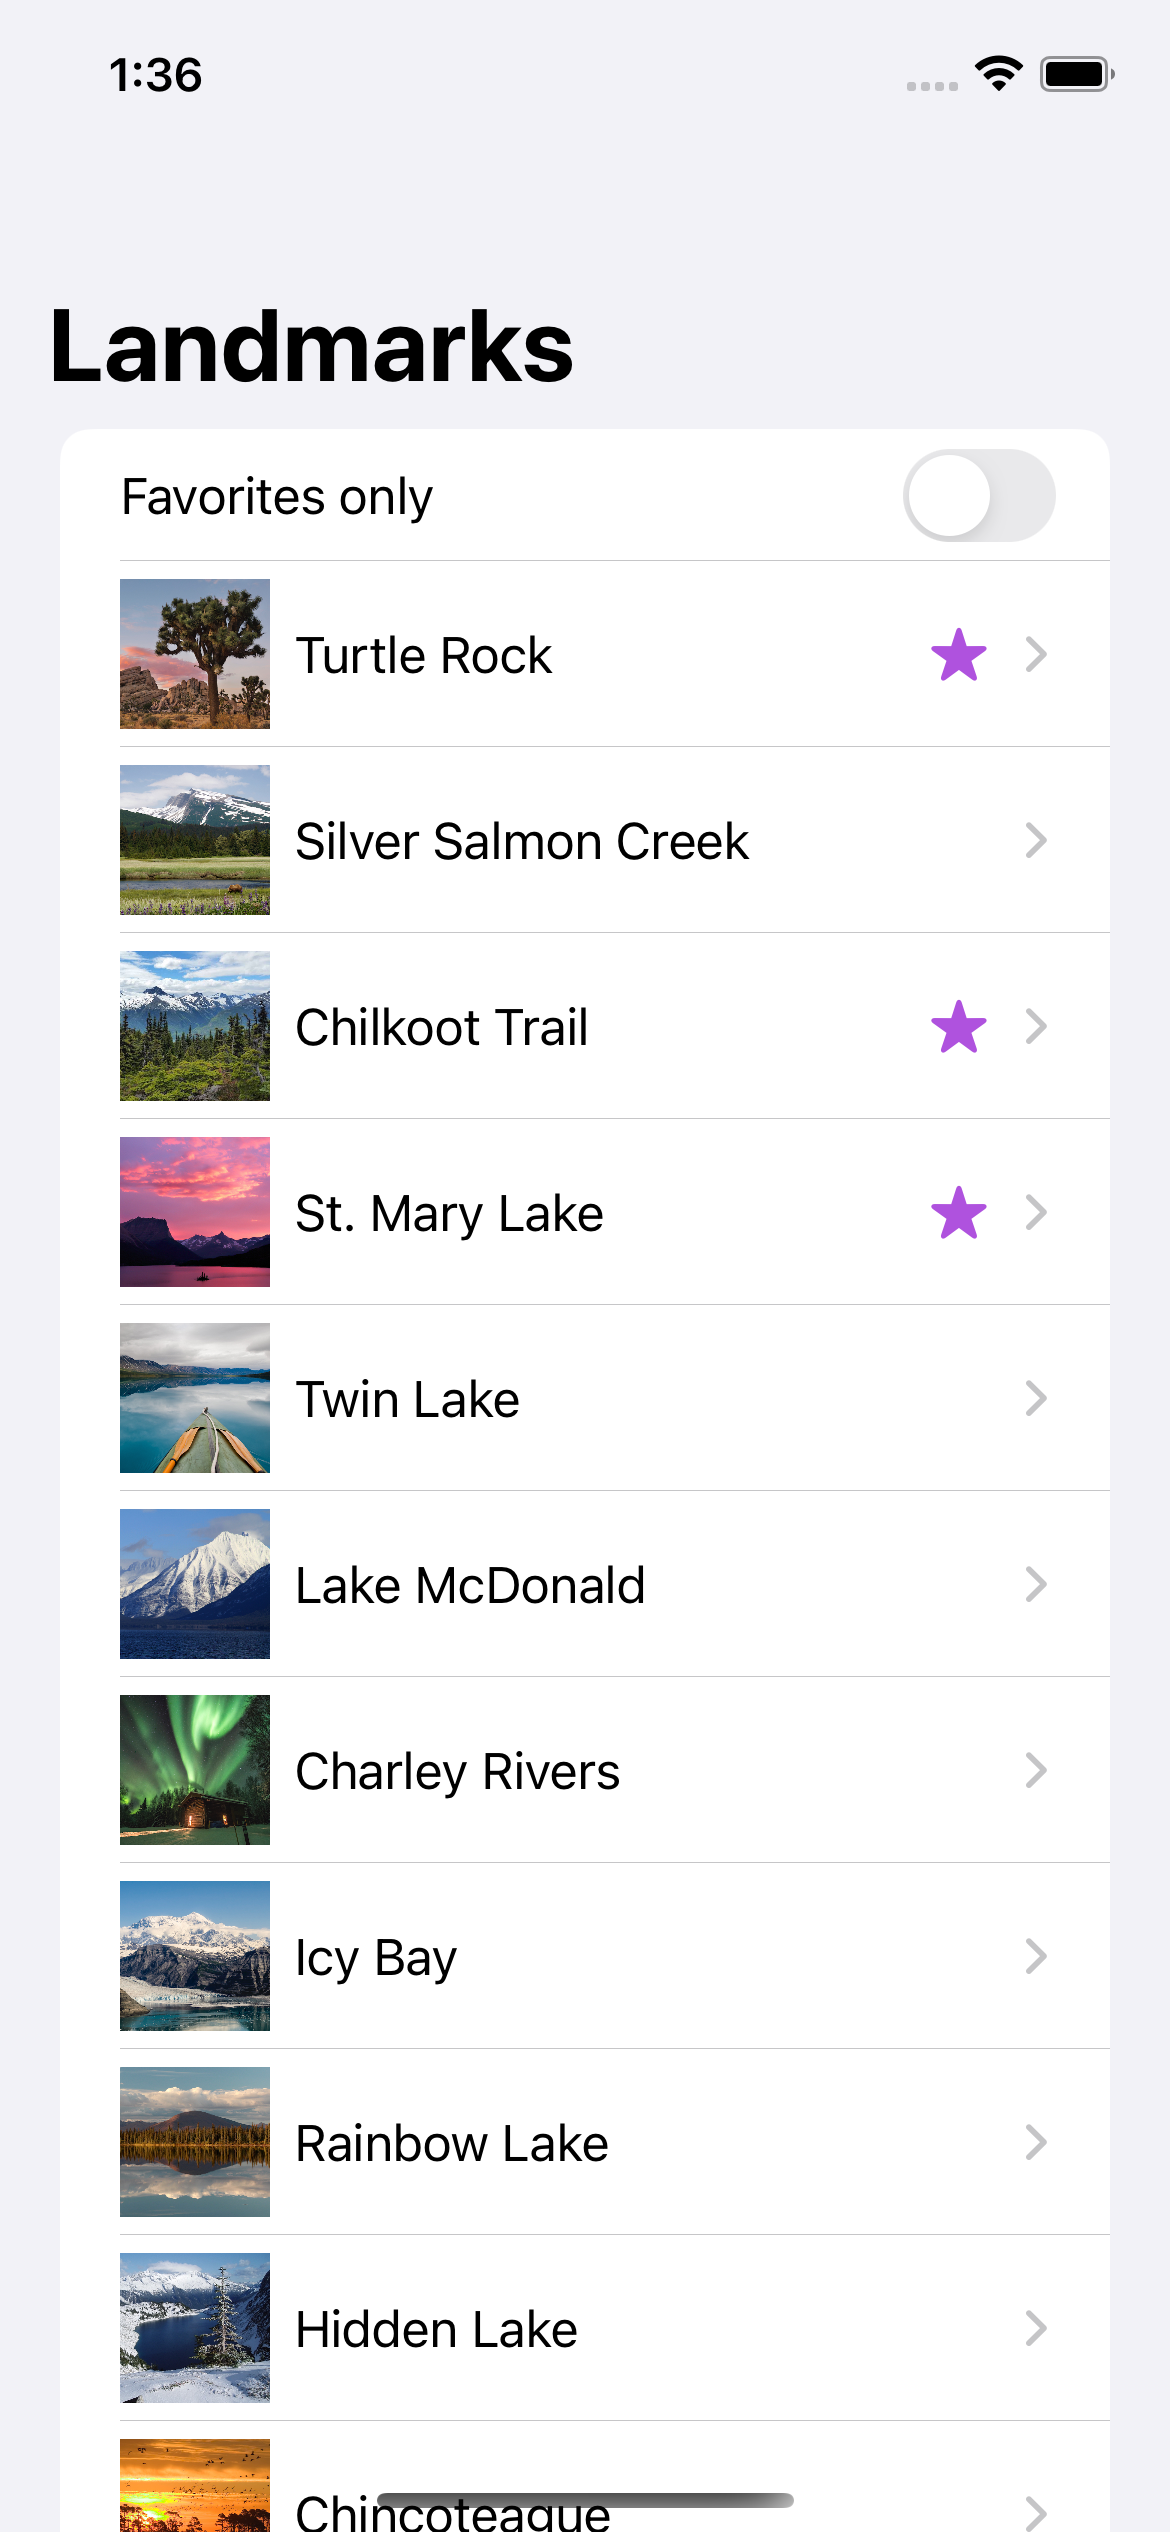 1:36
Landmarks
Favorites only
Turtle Rock
Silver Salmon Creek
Chilkoot Trail
St. Mary Lake
Twin Lake
Lake McDonald
Charley Rivers
Icy Bay
Rainbow Lake
Hidden Lake
Chincoteague